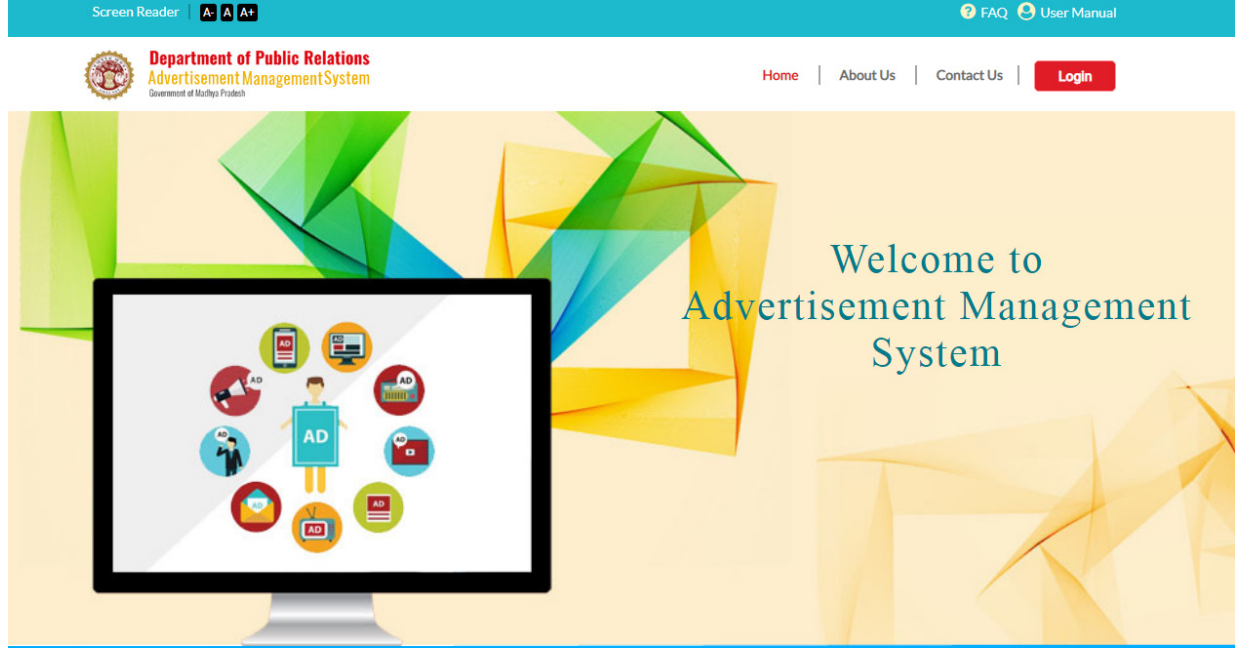 Screen Reader
A- A A+
FAQ
User Manual
Department of Public Relations
Advertisement Management System
Government of Madhya Pradesh
Home
About Us
Contact Us
Login
Welcome to
Advertisement Management
System
AD
AD
AD
AD
AD
AD
AD
AD
AD
AD